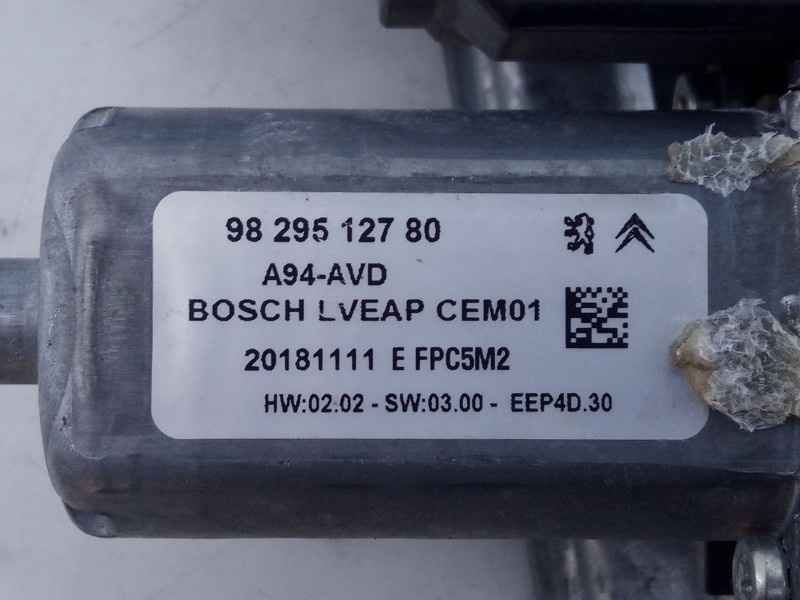 98 295 127 80
A94-AVD
BOSCH LVEAP CEM01
20181111 E FPC5M2
HW:02.02 - SW:03.00 - EEP4D.30